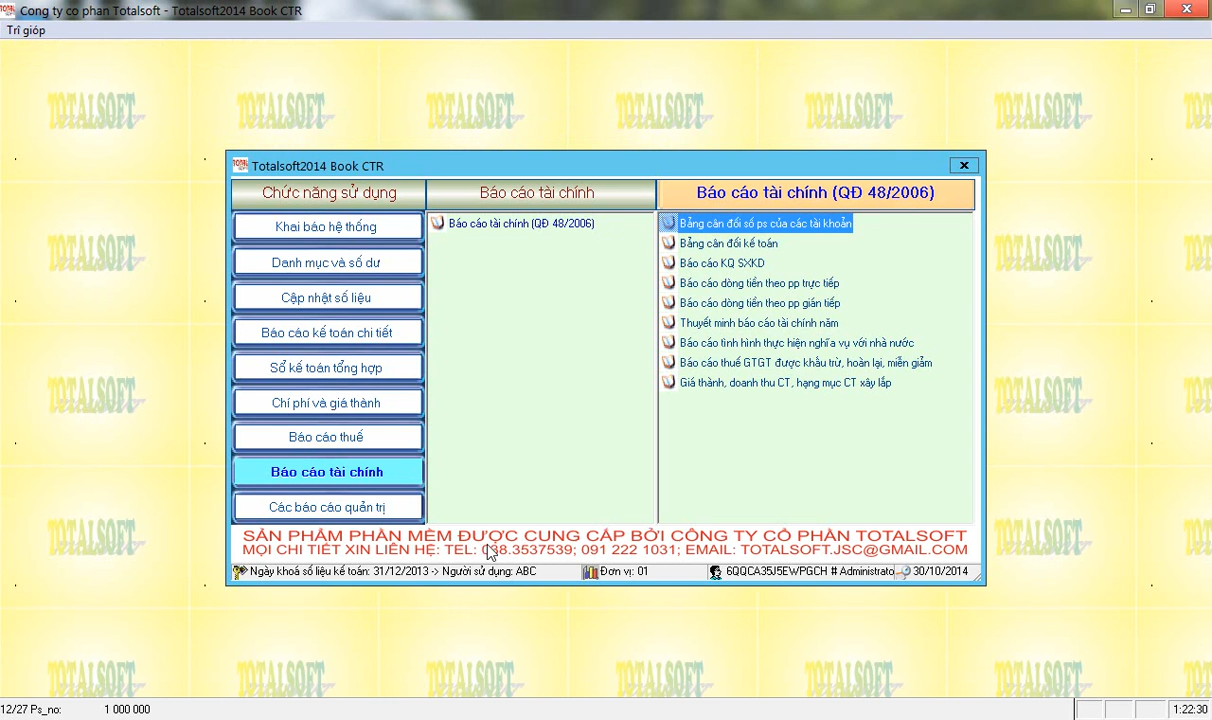 Cong ty co phan Totalsoft - Totalsoft2014 Book CTR
Trî gióp
TOTALSOFT TOTALSOFT TOTALSOFT TOTALSOFT TOTALSOFT TOTALSOFT
Totalsoft2014 Book CTR
Chức năng sử dụng
Khai báo hệ thống
Danh mục và số dư
Cập nhật số liệu
Báo cáo kế toán chi tiết
Sổ kế toán tổng hợp
Chi phí và giá thành
Báo cáo thuế
Báo cáo tài chính
Các báo cáo quản trị
Báo cáo tài chính
Báo cáo tài chính (QĐ 48/2006)
Báo cáo tài chính (QĐ 48/2006)
Bảng cân đối số ps của các tài khoản
Bảng cân đối kế toán
Báo cáo KQ SXKD
Báo cáo dòng tiền theo pp trực tiếp
Báo cáo dòng tiền theo pp gián tiếp
Thuyết minh báo cáo tài chính năm
Báo cáo tình hình thực hiện nghĩa vụ với nhà nước
Báo cáo thuế GTGT được khấu trừ, hoàn lại, miễn giảm
Giá thành, doanh thu CT, hạng mục CT xây lắp
SẢN PHẨM PHẦN MỀM ĐƯỢC CUNG CẤP BỞI CÔNG TY CỔ PHẦN TOTALSOFT
MỌI CHI TIẾT XIN LIÊN HỆ: TEL: 038.3537539; 091 222 1031; EMAIL: TOTALSOFT.JSC@GMAIL.COM
Ngày khoá số liệu kế toán: 31/12/2013 -> Người sử dụng: ABC Đơn vị: 01 6QQCA35J5EWPGCH # Administrato 30/10/2014
12/27 Ps_no: 1 000 000 1:22:30